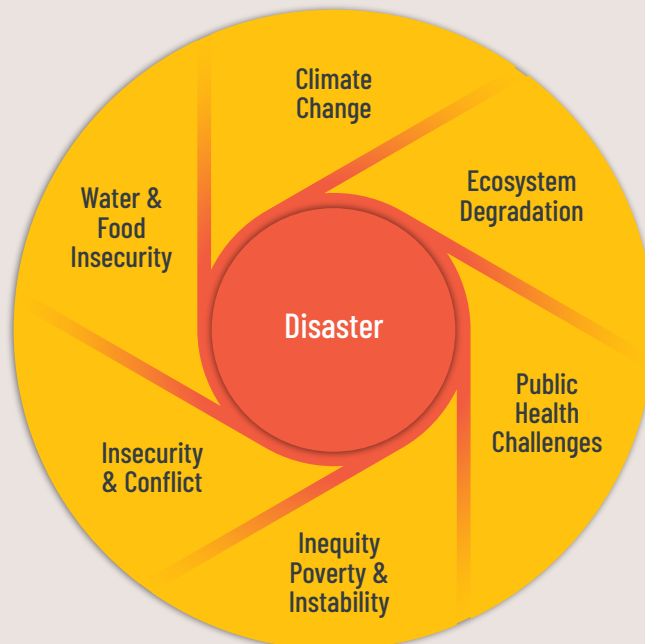 Climate
Change
Ecosystem
Degradation
Water &
Food
Insecurity
Disaster
Public
Health
Challenges
Insecurity
& Conflict
Inequity
Poverty &
Instability